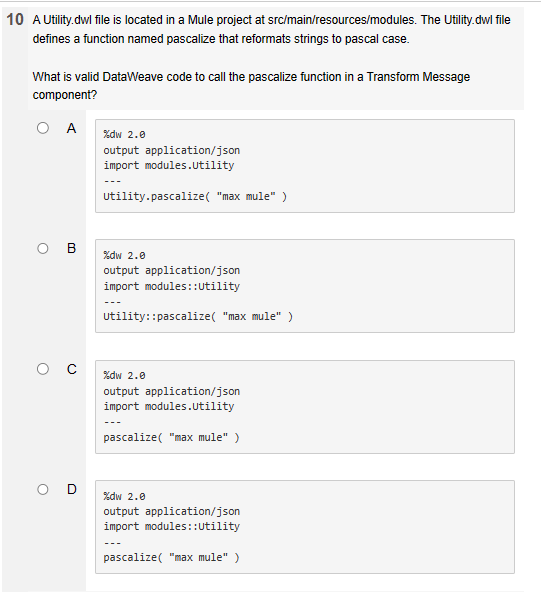 10 A Utility.dwl file is located in a Mule project at src/main/resources/modules. The Utility.dwl file
defines a function named pascalize that reformats strings to pascal case.
What is valid DataWeave code to call the pascalize function in a Transform Message
component?
A
%dw 2.0
output application/json
import modules.Utility
---
Utility.pascalize( "max mule" )
B
%dw 2.0
output application/json
import modules::Utility
---
Utility::pascalize( "max mule" )
C
%dw 2.0
output application/json
import modules.Utility
---
pascalize( "max mule" )
D
%dw 2.0
output application/json
import modules::Utility
---
pascalize( "max mule" )